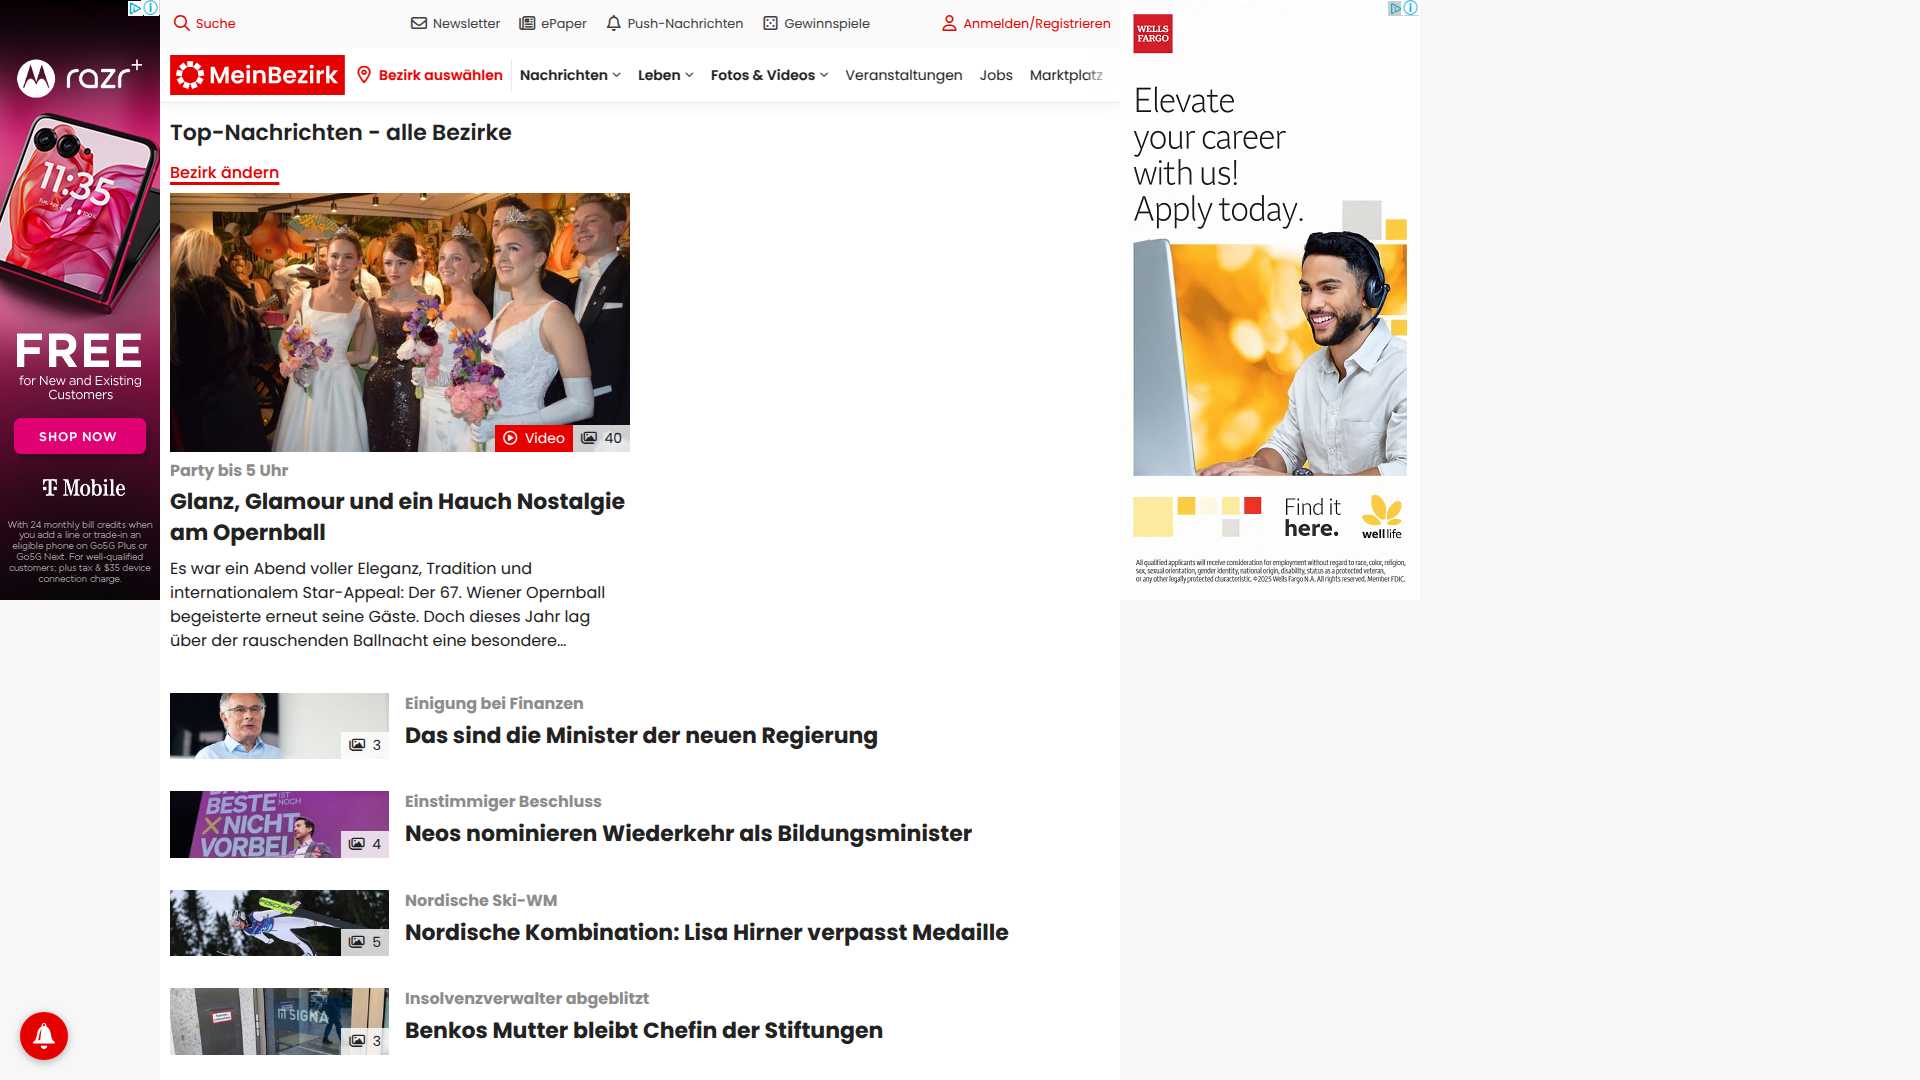 Suche
Newsletter
ePaper
Push-Nachrichten
Gewinnspiele
Anmelden/Registrieren
MeinBezirk
Bezirk auswählen
Nachrichten
Leben
Fotos & Videos
Veranstaltungen
Jobs
Marktplatz
razr+
11:35
FREE
for New and Existing
Customers
SHOP NOW
T Mobile
With 24 monthly bill credits when
you add a line or trade-in an
eligible phone on Go5G Plus or
Go5G Next. For well-qualified
customers; plus tax & $35 device
connection charge.
Top-Nachrichten - alle Bezirke
Bezirk ändern
Video
40
Party bis 5 Uhr
Glanz, Glamour und ein Hauch Nostalgie
am Opernball
Es war ein Abend voller Eleganz, Tradition und
internationalem Star-Appeal: Der 67. Wiener Opernball
begeisterte erneut seine Gäste. Doch dieses Jahr lag
über der rauschenden Ballnacht eine besondere...
3
Einigung bei Finanzen
Das sind die Minister der neuen Regierung
BESTE
IST
NOCH
NICHT
VORBEI
4
Einstimmiger Beschluss
Neos nominieren Wiederkehr als Bildungsminister
FISCHER
5
Nordische Ski-WM
Nordische Kombination: Lisa Hirner verpasst Medaille
SIGNA
3
Insolvenzverwalter abgeblitzt
Benkos Mutter bleibt Chefin der Stiftungen
WELLS
FARGO
Elevate
your career
with us!
Apply today.
Find it
here.
well life
All qualified applicants will receive consideration for employment without regard to race, color, religion,
sex, sexual orientation, gender identity, national origin, disability, status as a protected veteran,
or any other legally protected characteristic. ©2025 Wells Fargo N.A. All rights reserved. Member FDIC.